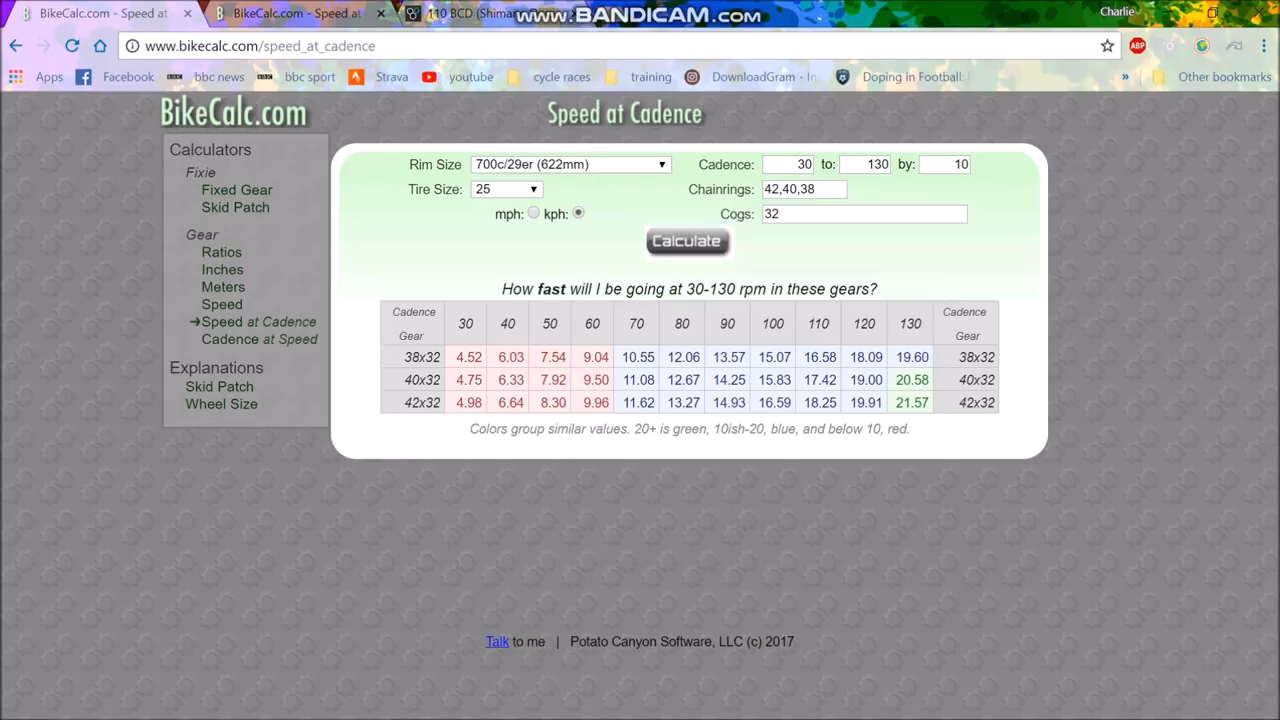 BikeCalc.com - Speed at × BikeCalc.com - Speed at × 110 BCD (Shiman
www.BANDICAM.com
Charlie
www.bikecalc.com/speed_at_cadence
ABP
Apps Facebook bbc news bbc sport Strava youtube cycle races training DownloadGram - In Doping in Football: » Other bookmarks
BikeCalc.com
Speed at Cadence
Calculators
Fixie
Fixed Gear
Skid Patch
Gear
Ratios
Inches
Meters
Speed
➔Speed at Cadence
Cadence at Speed
Explanations
Skid Patch
Wheel Size
Rim Size 700c/29er (622mm) Cadence: 30 to: 130 by: 10
Tire Size: 25 Chainrings: 42,40,38
mph: kph: Cogs: 32
Calculate
How fast will I be going at 30-130 rpm in these gears?
Cadence Gear 30 40 50 60 70 80 90 100 110 120 130 Cadence Gear
38x32 4.52 6.03 7.54 9.04 10.55 12.06 13.57 15.07 16.58 18.09 19.60 38x32
40x32 4.75 6.33 7.92 9.50 11.08 12.67 14.25 15.83 17.42 19.00 20.58 40x32
42x32 4.98 6.64 8.30 9.96 11.62 13.27 14.93 16.59 18.25 19.91 21.57 42x32
Colors group similar values. 20+ is green, 10ish-20, blue, and below 10, red.
Talk to me | Potato Canyon Software, LLC (c) 2017